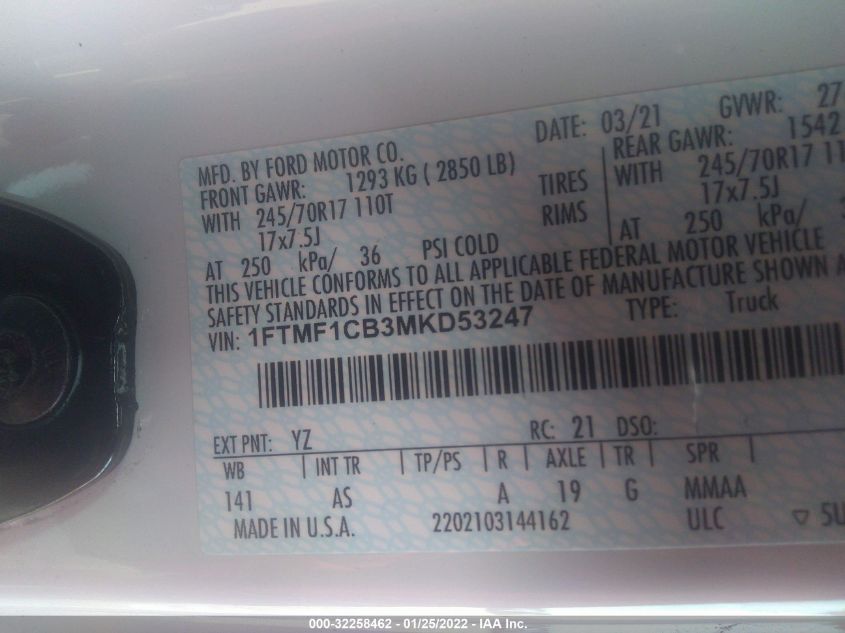 DATE: 03/21 GVWR: 27
MFD. BY FORD MOTOR CO.
FRONT GAWR: 1293 KG ( 2850 LB) REAR GAWR: 1542
WITH 245/70R17 110T TIRES WITH 245/70R17 11
17x7.5J RIMS 17x7.5J
AT 250 kPa/ 36 PSI COLD AT 250 kPa/
THIS VEHICLE CONFORMS TO ALL APPLICABLE FEDERAL MOTOR VEHICLE
SAFETY STANDARDS IN EFFECT ON THE DATE OF MANUFACTURE SHOWN A
VIN: 1FTMF1CB3MKD53247 TYPE: Truck
EXT PNT: YZ RC: 21 DSO:
WB INT TR TP/PS R AXLE TR SPR
141 AS A 19 G MMAA
MADE IN U.S.A. 2202103144162 ULC ▽ 5U
000-32258462 - 01/25/2022 - IAA Inc.